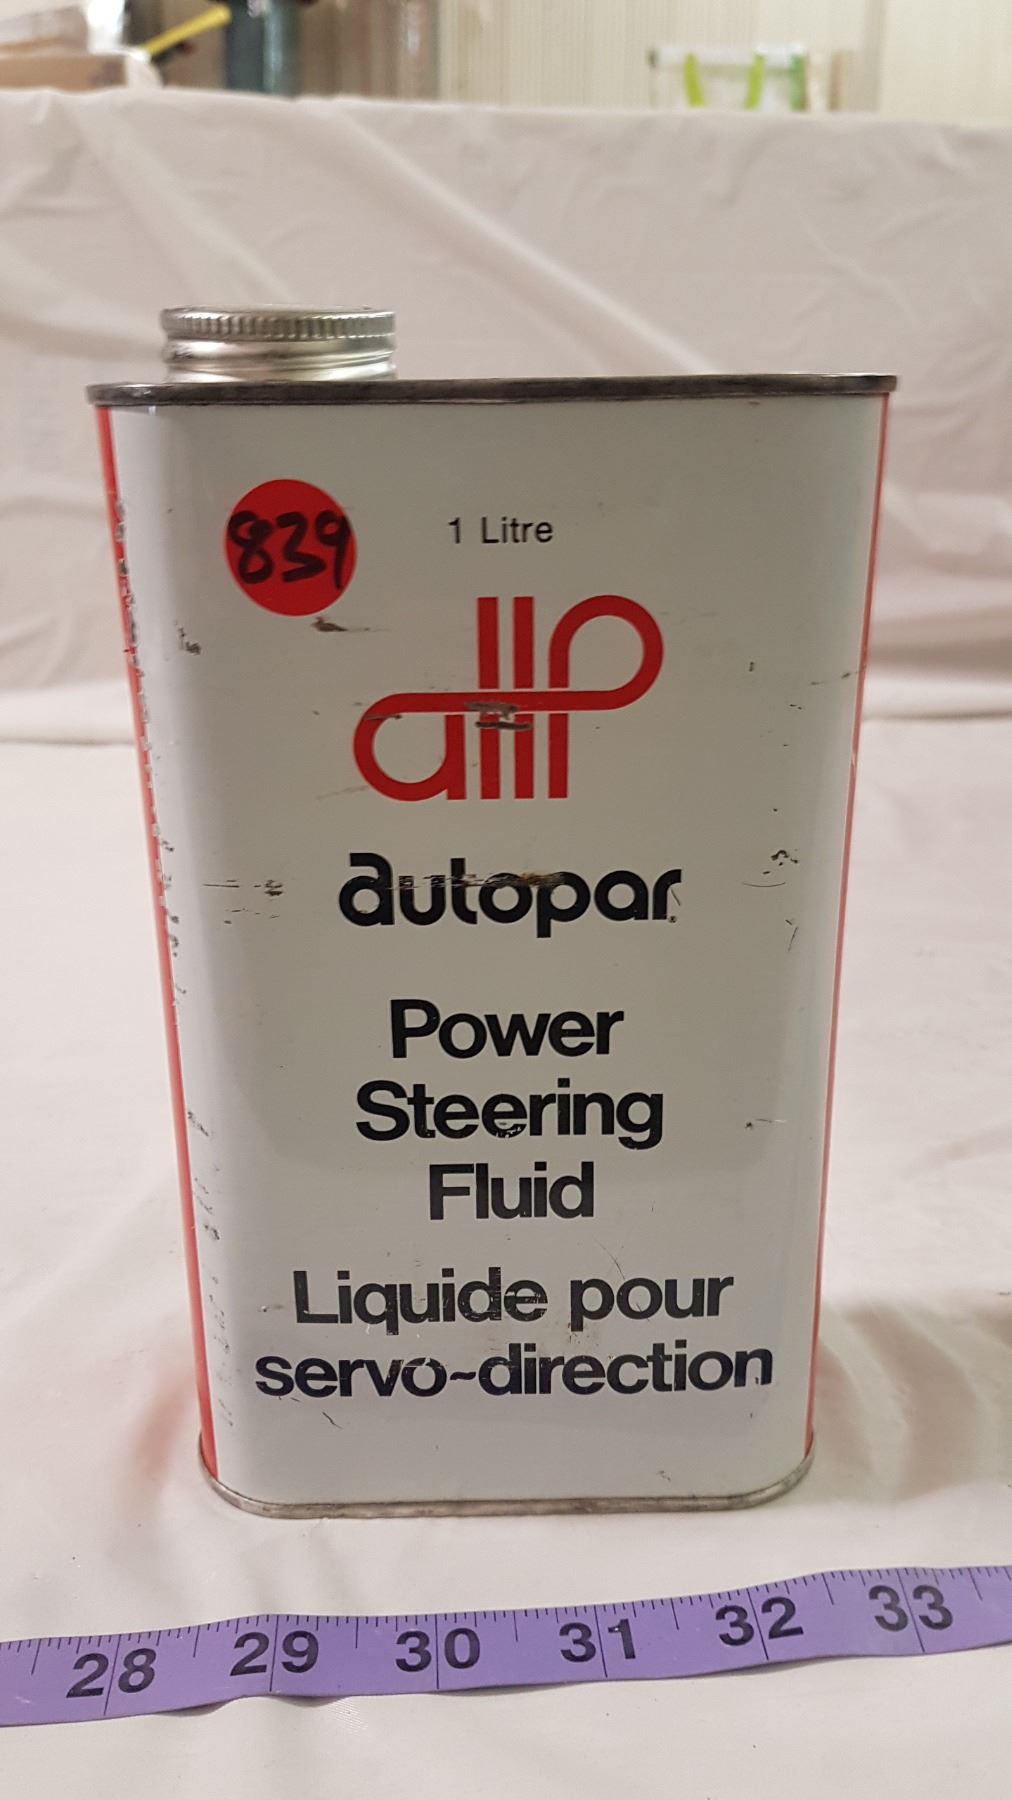 839
1 Litre
autopar
Power
Steering
Fluid
Liquide pour
servo-direction
28 29 30 31 32 33